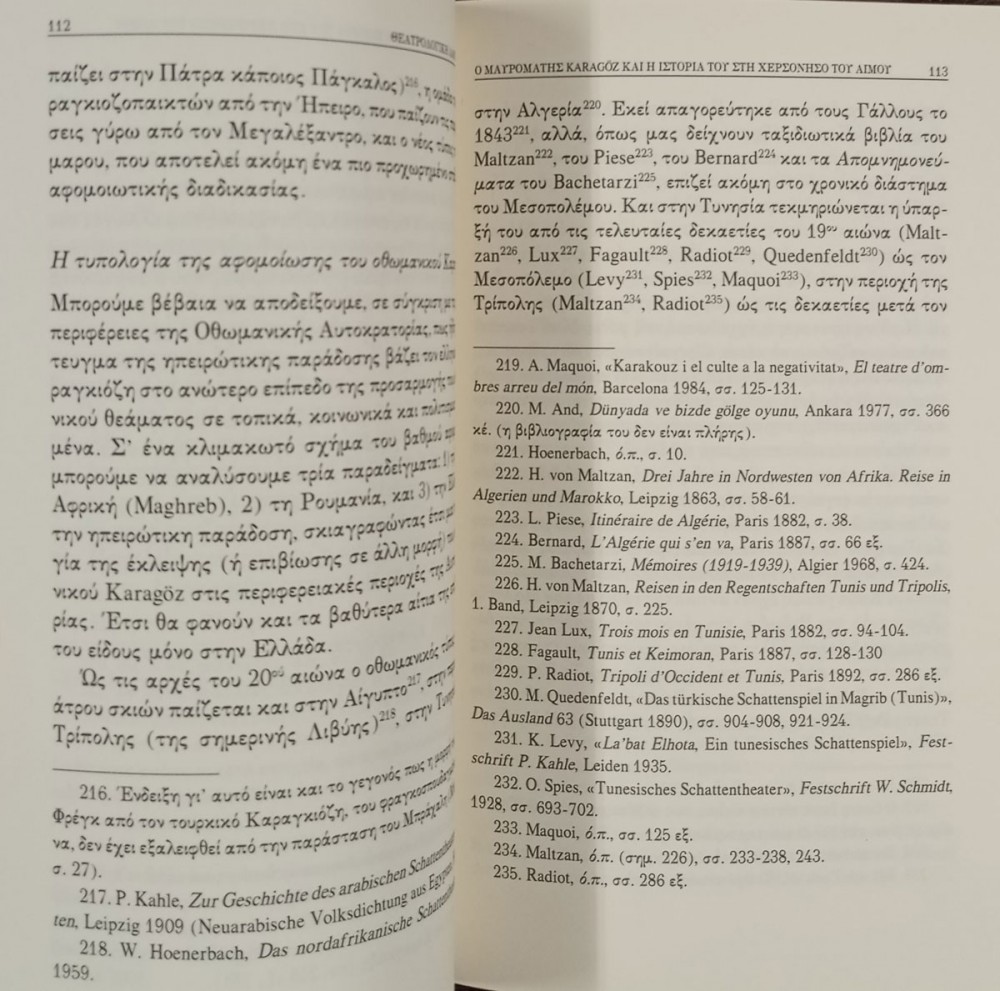 112
παίζει στην Πάτρα κάποιος Πάγκαλος)²¹⁶, η
ραγκιοζοπαικτών από την Ήπειρο, που παίζουν
σεις γύρω από τον Μεγαλέξαντρο, και ο νέος
μαρου, που αποτελεί ακόμη ένα πιο προχωρημένο
αφομοιωτικής διαδικασίας.
Η τυπολογία της αφομοίωσης του οθωμανικού
Μπορούμε βέβαια να αποδείξουμε, σε σύγκριση
περιφέρειες της Οθωμανικής Αυτοκρατορίας, πως
τευγμα της ηπειρώτικης παράδοσης βάζει τον
ραγκιόζη στο ανώτερο επίπεδο της προσαρμογής
νικού θεάματος σε τοπικά, κοινωνικά και
μένα. Σ' ένα κλιμακωτό σχήμα του βαθμού
μπορούμε να αναλύσουμε τρία παραδείγματα: 1)
Αφρική (Maghreb), 2) τη Ρουμανία, και 3) την
την ηπειρώτικη παράδοση, σκιαγραφώντας έτσι
γία της έκλειψης (ή επιβίωσης σε άλλη μορφή)
νικού Karagöz στις περιφερειακές περιοχές της
ρίας. Έτσι θα φανούν και τα βαθύτερα αίτια της
του είδους μόνο στην Ελλάδα.
Ὣς τις αρχές του 20ού αιώνα ο οθωμανικός
άτρου σκιών παίζεται και στην Αίγυπτο²¹⁷, στην
Τρίπολης (της σημερινής Λιβύης)²¹⁸, στην
216. Ένδειξη γι' αυτό είναι και το γεγονός πως η μορφή
Φρέγκ από τον τουρκικό Καραγκιόζη, του
να, δεν έχει εξαλειφθεί από την παράσταση του
σ. 27).
217. P. Kahle, Zur Geschichte des arabischen
ten, Leipzig 1909 (Neuarabische Volksdichtung aus
218. W. Hoenerbach, Das nordafrikanische
1959.
Ο ΜΑΥΡΟΜΑΤΗΣ KARAGÖZ ΚΑΙ Η ΙΣΤΟΡΙΑ ΤΟΥ ΣΤΗ ΧΕΡΣΟΝΗΣΟ ΤΟΥ ΑΙΜΟΥ 113
στην Αλγερία²²⁰. Εκεί απαγορεύτηκε από τους Γάλλους το
1843²²¹, αλλά, όπως μας δείχνουν ταξιδιωτικά βιβλία του
Maltzan²²², του Piese²²³, του Bernard²²⁴ και τα Απομνημονεύ-
ματα του Bachetarzi²²⁵, επιζεί ακόμη στο χρονικό διάστημα
του Μεσοπολέμου. Και στην Τυνησία τεκμηριώνεται η ύπαρ-
ξή του από τις τελευταίες δεκαετίες του 19ου αιώνα (Malt-
zan²²⁶, Lux²²⁷, Fagault²²⁸, Radiot²²⁹, Quedenfeldt²³⁰) ώς τον
Μεσοπόλεμο (Levy²³¹, Spies²³², Maquoi²³³), στην περιοχή της
Τρίπολης (Maltzan²³⁴, Radiot²³⁵) ώς τις δεκαετίες μετά τον
219. A. Maquoi, «Karakouz i el culte a la negativitat», El teatre d'om-
bres arreu del món, Barcelona 1984, σσ. 125-131.
220. M. And, Dünyada ve bizde gölge oyunu, Ankara 1977, σσ. 366
κέ. (η βιβλιογραφία του δεν είναι πλήρης).
221. Hoenerbach, ό.π., σ. 10.
222. H. von Maltzan, Drei Jahre in Nordwesten von Afrika. Reise in
Algerien und Marokko, Leipzig 1863, σσ. 58-61.
223. L. Piese, Itinéraire de Algérie, Paris 1882, σ. 38.
224. Bernard, L'Algérie qui s'en va, Paris 1887, σσ. 66 εξ.
225. M. Bachetarzi, Mémoires (1919-1939), Algier 1968, σ. 424.
226. H. von Maltzan, Reisen in den Regentschaften Tunis und Tripolis,
1. Band, Leipzig 1870, σ. 225.
227. Jean Lux, Trois mois en Tunisie, Paris 1882, σσ. 94-104.
228. Fagault, Tunis et Keimoran, Paris 1887, σσ. 128-130
229. P. Radiot, Tripoli d'Occident et Tunis, Paris 1892, σσ. 286 εξ.
230. M. Quedenfeldt, «Das türkische Schattenspiel in Magrib (Tunis)»,
Das Ausland 63 (Stuttgart 1890), σσ. 904-908, 921-924.
231. K. Levy, «La'bat Elhota, Ein tunesisches Schattenspiel», Fest-
schrift P. Kahle, Leiden 1935.
232. O. Spies, «Tunesisches Schattentheater», Festschrift W. Schmidt,
1928, σσ. 693-702.
233. Maquoi, ό.π., σσ. 125 εξ.
234. Maltzan, ό.π. (σημ. 226), σσ. 233-238, 243.
235. Radiot, ό.π., σσ. 286 εξ.